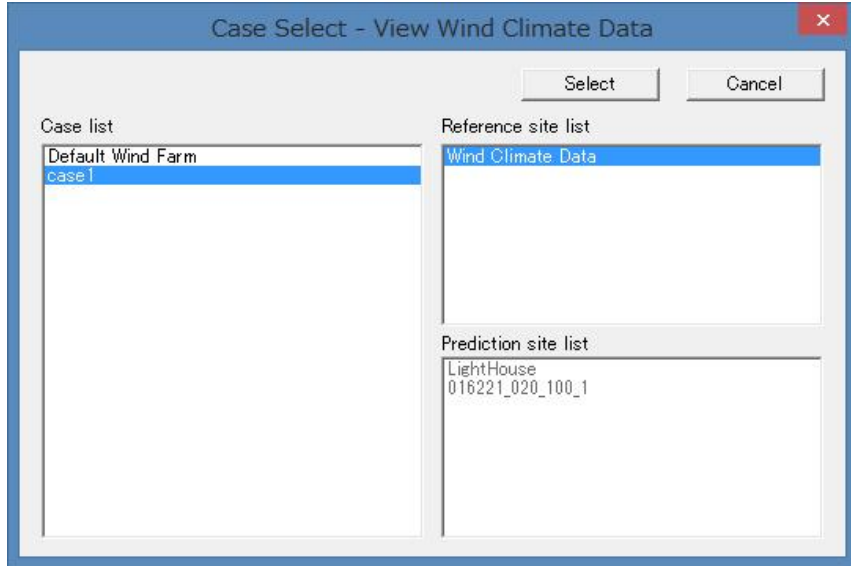 Case Select - View Wind Climate Data
Select
Cancel
Case list
Default Wind Farm
case1
Reference site list
Wind Climate Data
Prediction site list
LightHouse
016221_020_100_1